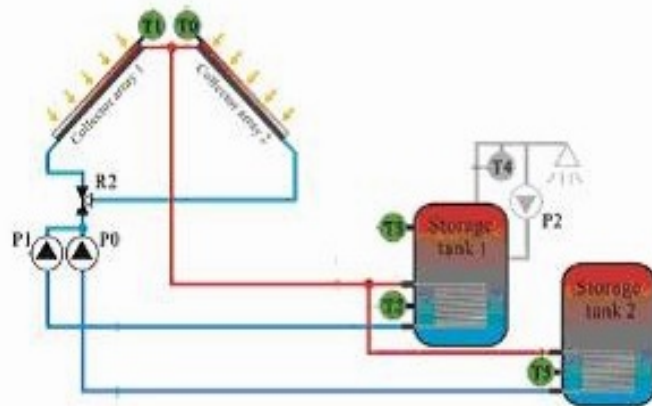 T1
T0
Collector array 1
Collector array 2
R2
P1
P0
T4
P2
T3
Storage
tank 1
T2
Storage
tank 2
T5